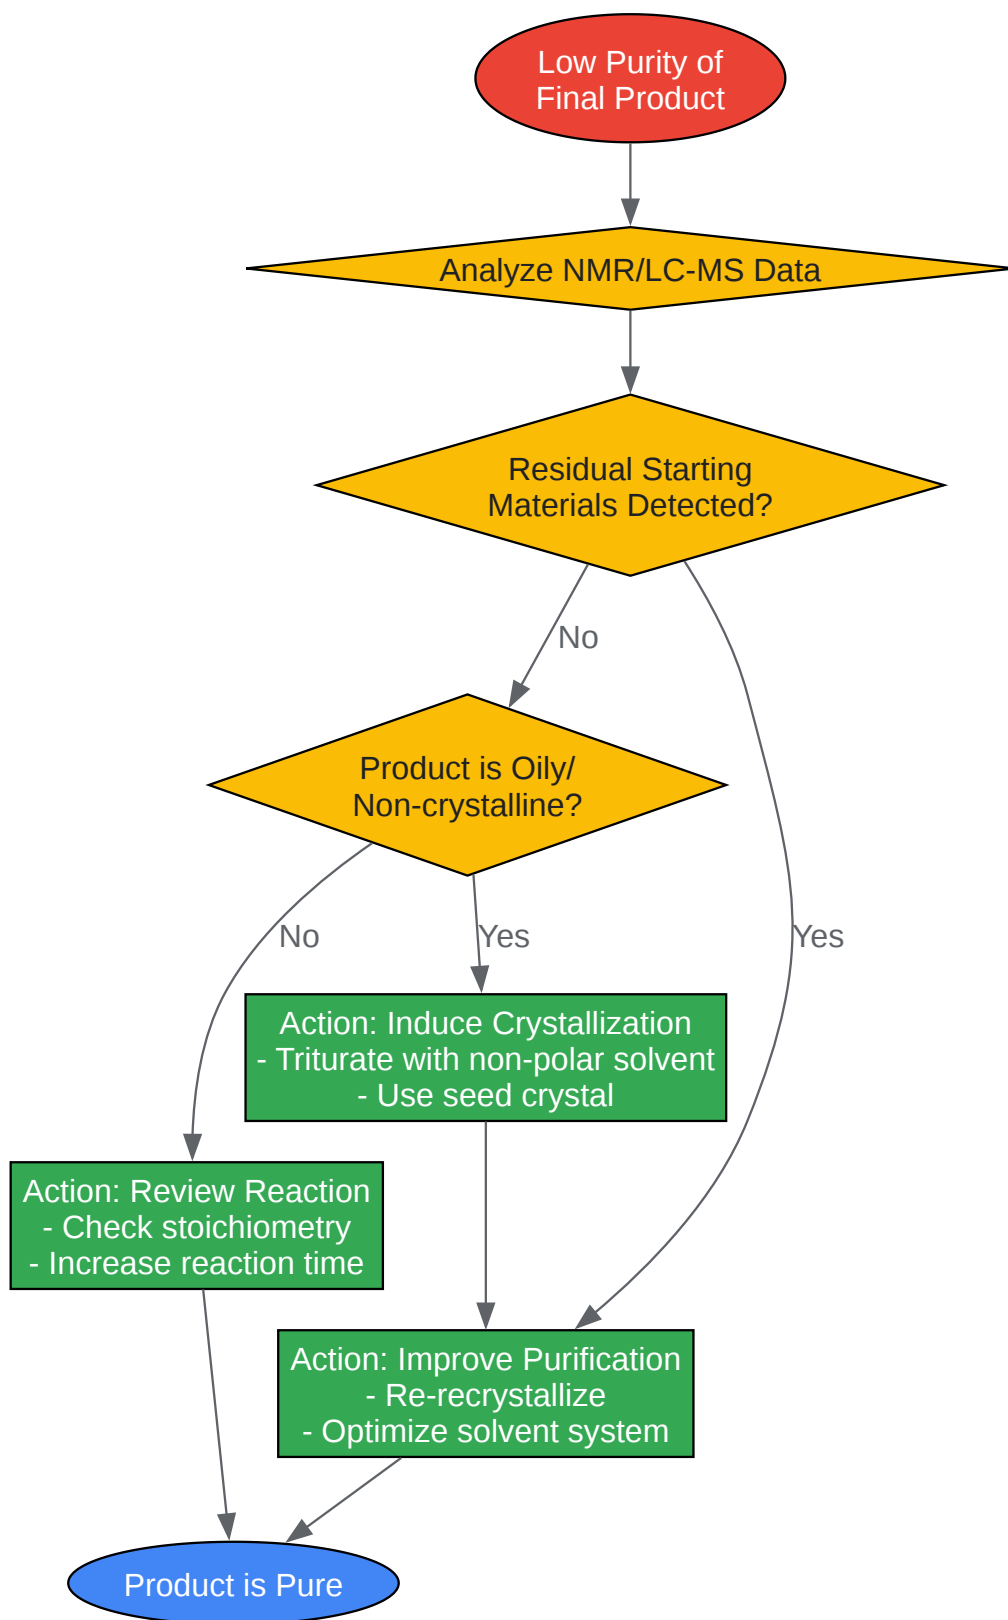 Low Purity of
Final Product
Analyze NMR/LC-MS Data
Residual Starting
Materials Detected?
No
Product is Oily/
Non-crystalline?
No
Yes
Yes
Action: Induce Crystallization
- Triturate with non-polar solvent
- Use seed crystal
Action: Review Reaction
- Check stoichiometry
- Increase reaction time
Action: Improve Purification
- Re-recrystallize
- Optimize solvent system
Product is Pure